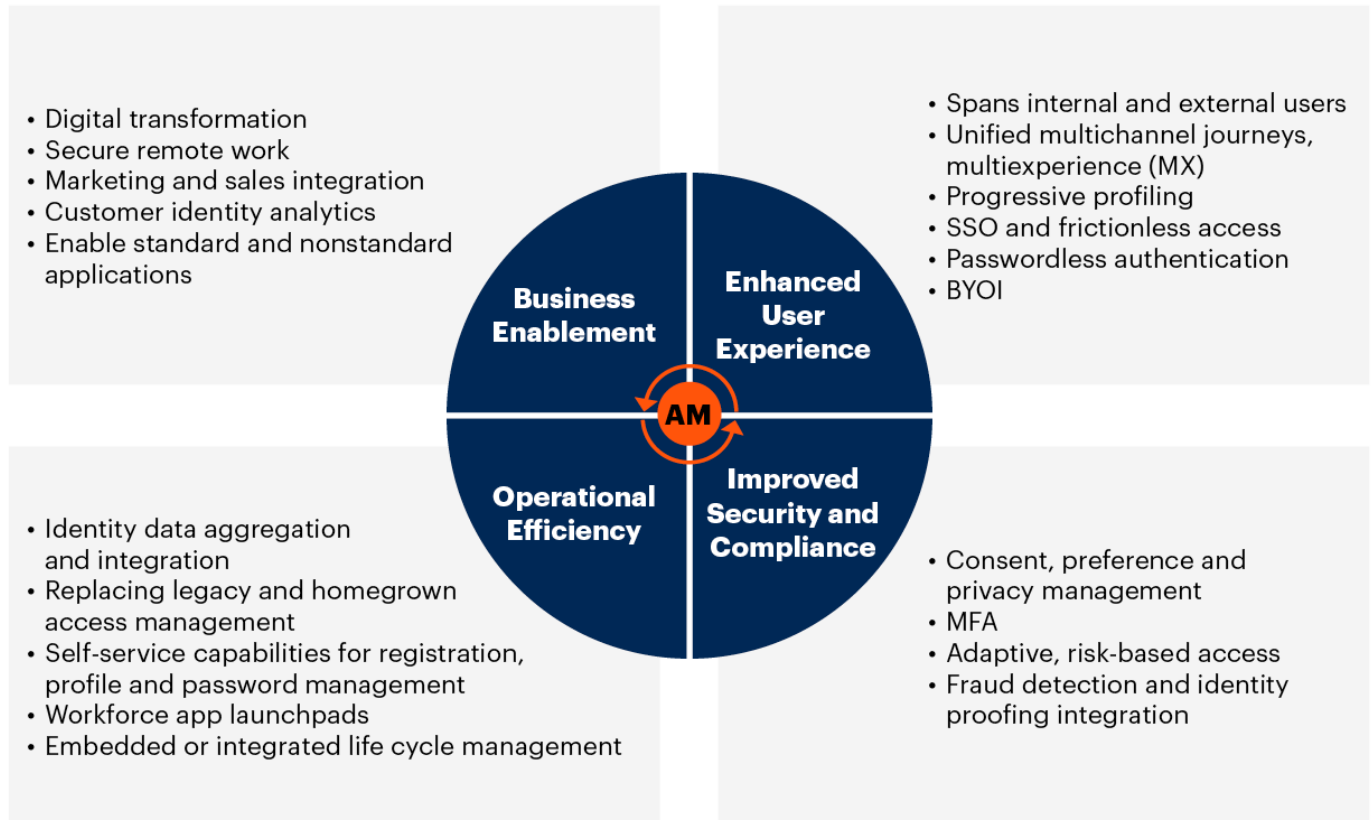 • Digital transformation
• Secure remote work
• Marketing and sales integration
• Customer identity analytics
• Enable standard and nonstandard
applications
• Spans internal and external users
• Unified multichannel journeys,
multiexperience (MX)
• Progressive profiling
• SSO and frictionless access
• Passwordless authentication
• BYOI
Business
Enablement
Enhanced
User
Experience
AM
Operational
Efficiency
Improved
Security and
Compliance
• Identity data aggregation
and integration
• Replacing legacy and homegrown
access management
• Self-service capabilities for registration,
profile and password management
• Workforce app launchpads
• Embedded or integrated life cycle management
• Consent, preference and
privacy management
• MFA
• Adaptive, risk-based access
• Fraud detection and identity
proofing integration